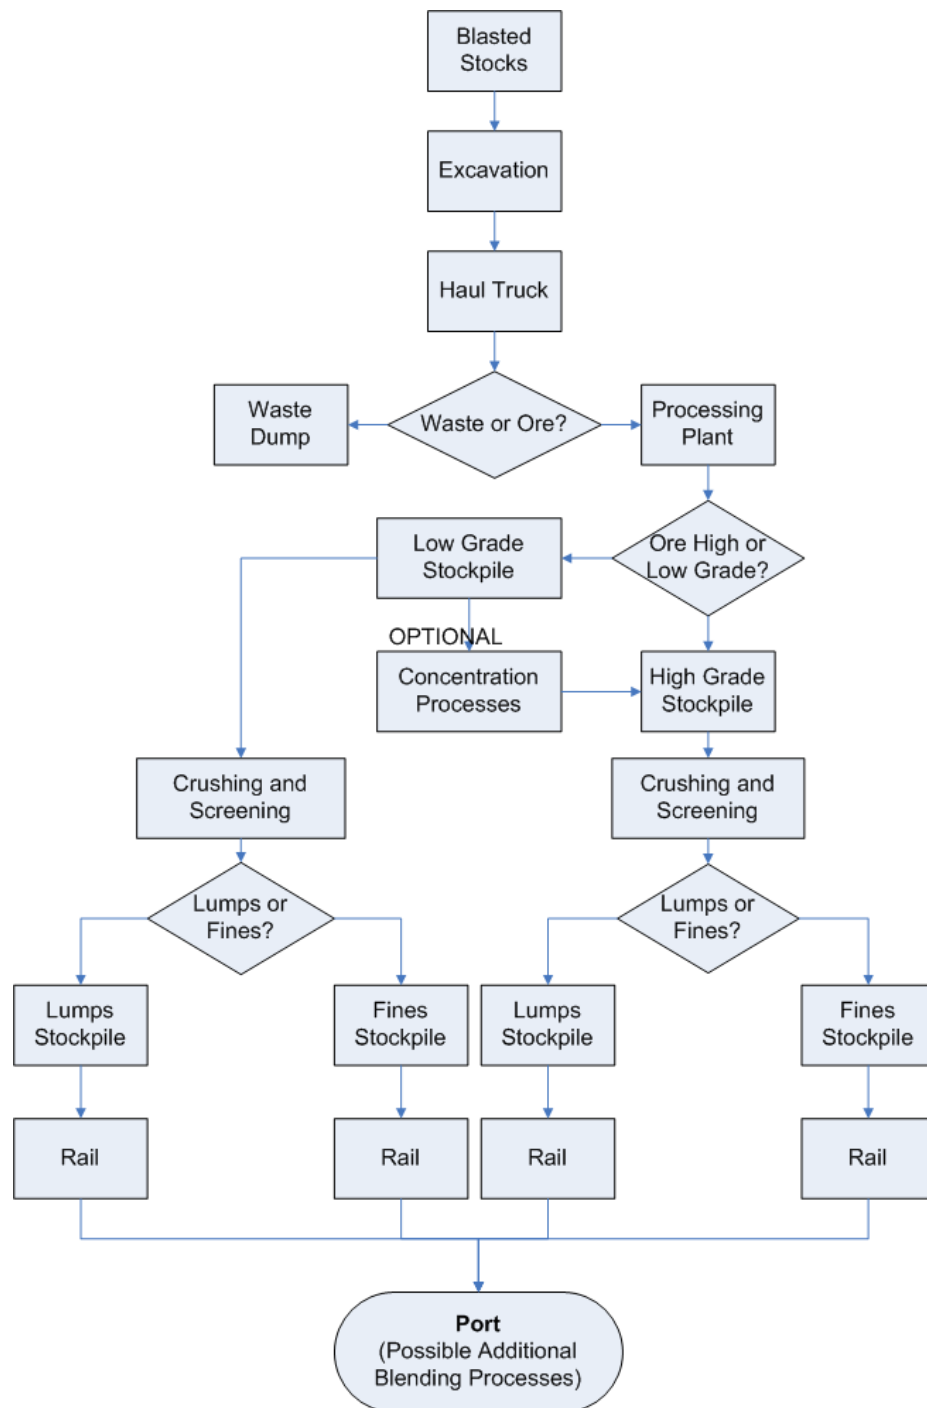 Blasted
Stocks
Excavation
Haul Truck
Waste
Dump
Waste or Ore?
Processing
Plant
Low Grade
Stockpile
Ore High or
Low Grade?
OPTIONAL
Concentration
Processes
High Grade
Stockpile
Crushing and
Screening
Crushing and
Screening
Lumps or
Fines?
Lumps or
Fines?
Lumps
Stockpile
Fines
Stockpile
Lumps
Stockpile
Fines
Stockpile
Rail
Rail
Rail
Rail
Port
(Possible Additional
Blending Processes)